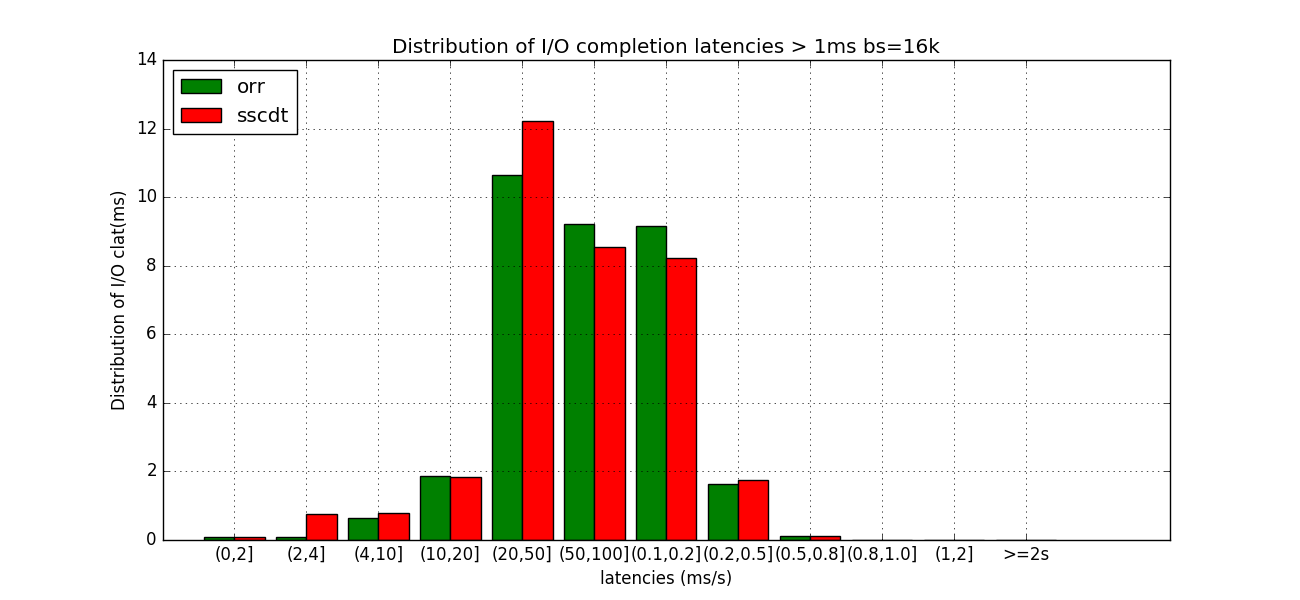 Distribution of I/O completion latencies > 1ms bs=16k
14
12
10
8
6
4
2
0
orr
sscdt
Distribution of I/O clat(ms)
(0,2] (2,4] (4,10] (10,20] (20,50] (50,100] (0.1,0.2] (0.2,0.5] (0.5,0.8] (0.8,1.0] (1,2] >=2s
latencies (ms/s)